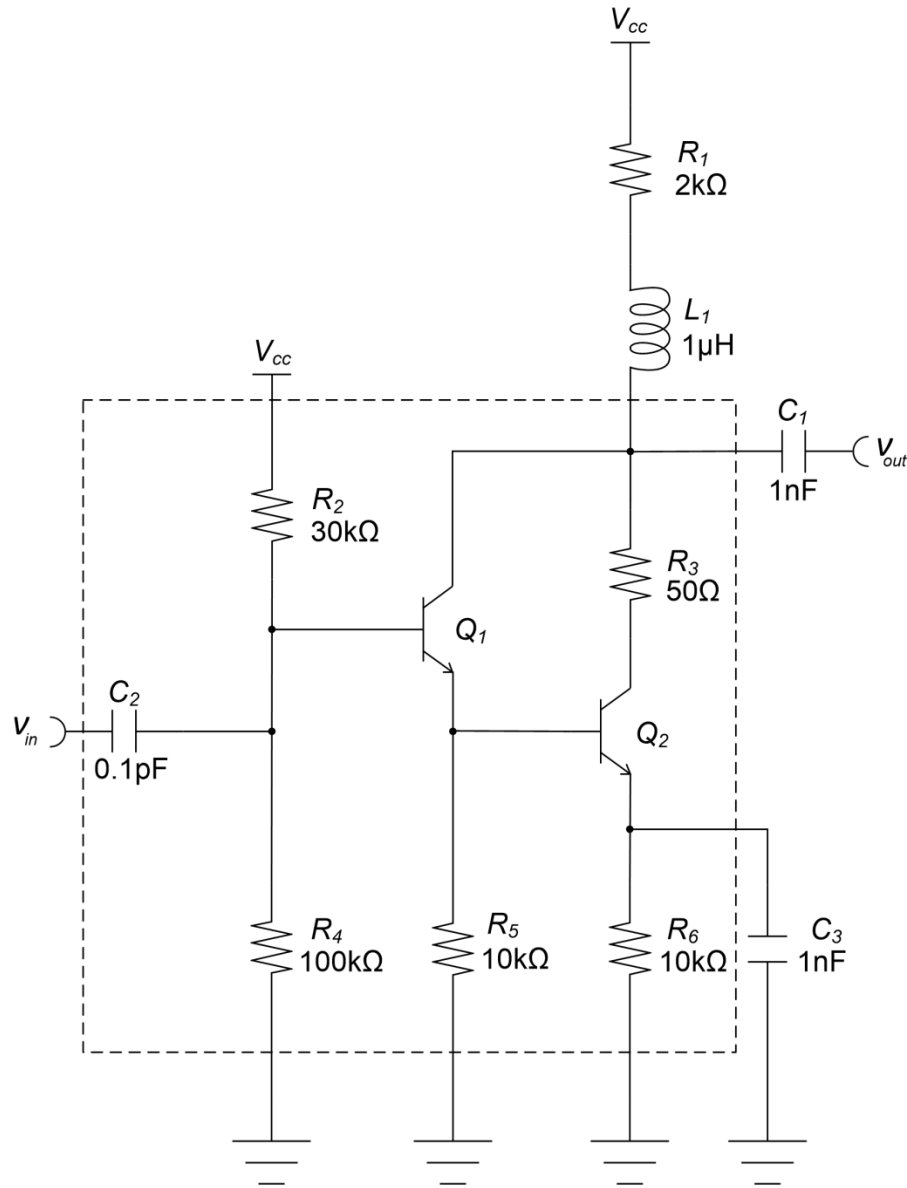 Vcc
R1
2kΩ
L1
1µH
Vcc
C1
vout
1nF
R2
30kΩ
R3
50Ω
Q1
C2
vin
0.1pF
Q2
R4
100kΩ
R5
10kΩ
R6
10kΩ
C3
1nF